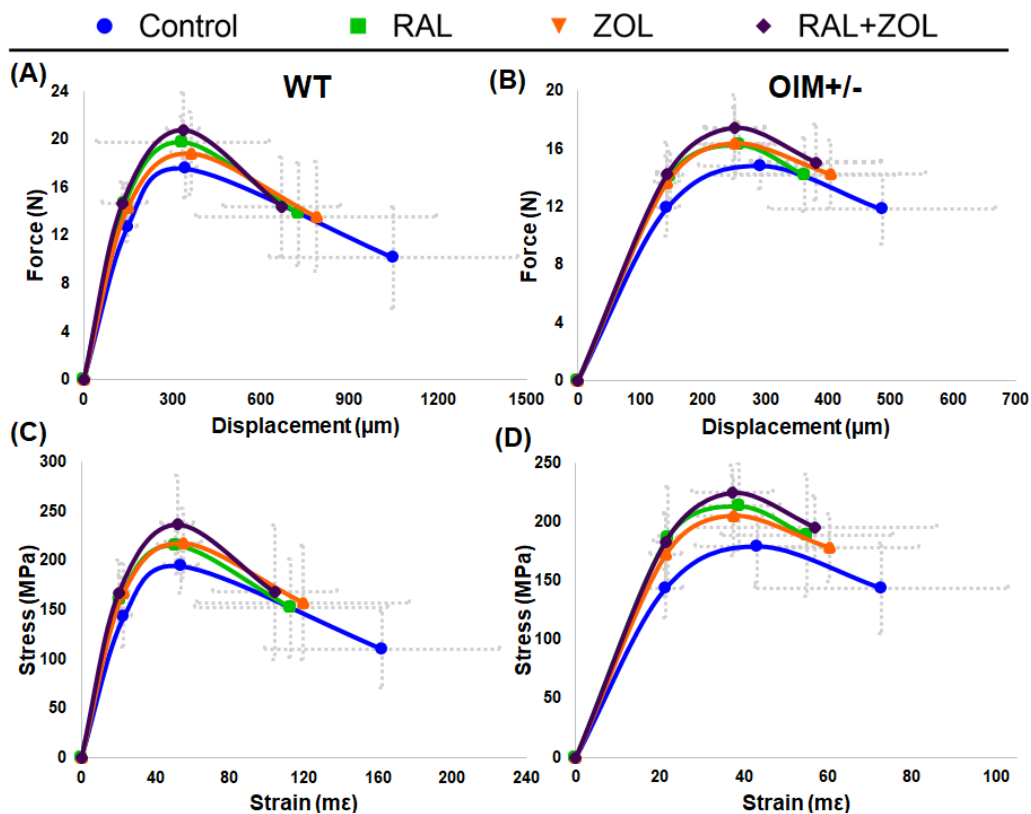 Control RAL ZOL RAL+ZOL
(A) WT
24
20
16
12
8
4
0
Force (N)
0 300 600 900 1200 1500
Displacement (µm)
(B) OIM+/-
20
16
12
8
4
0
Force (N)
0 100 200 300 400 500 600 700
Displacement (µm)
(C)
300
250
200
150
100
50
0
Stress (MPa)
0 40 80 120 160 200 240
Strain (mε)
(D)
250
200
150
100
50
0
Stress (MPa)
0 20 40 60 80 100
Strain (mε)